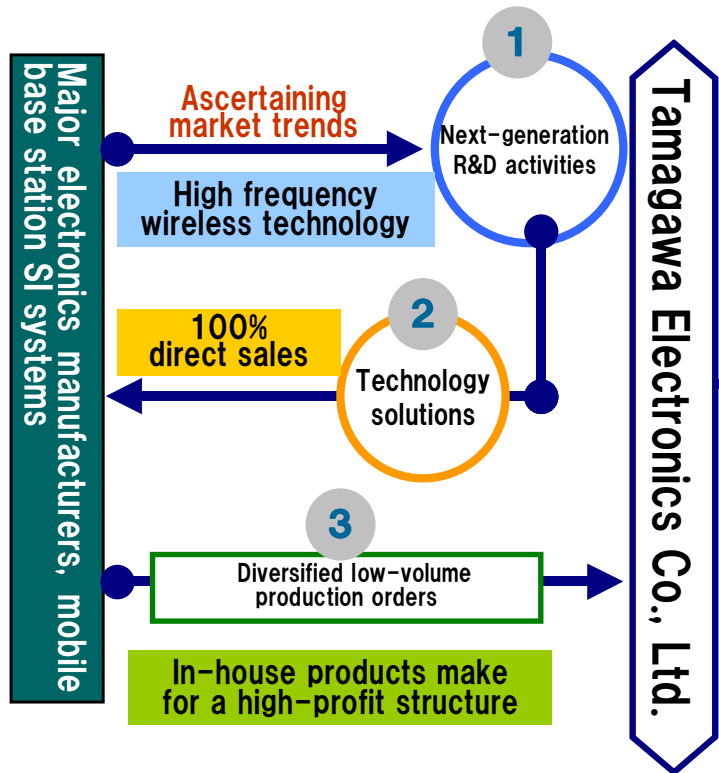 Major electronics manufacturers, mobile
base station SI systems
1
Ascertaining
market trends
Next-generation
R&D activities
High frequency
wireless technology
2
100%
direct sales
Technology
solutions
3
Diversified low-volume
production orders
In-house products make
for a high-profit structure
Tamagawa Electronics Co., Ltd.